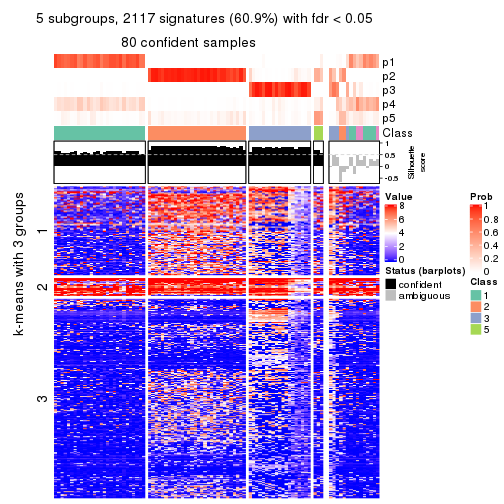 5 subgroups, 2117 signatures (60.9%) with fdr < 0.05
80 confident samples
p1
p2
p3
p4
p5
Class
1
0.5
0
-0.5
Silhouette
score
k-means with 3 groups
1
2
3
Value
8
6
4
2
0
Status (barplots)
confident
ambiguous
Prob
1
0.8
0.6
0.4
0.2
0
Class
1
2
3
5